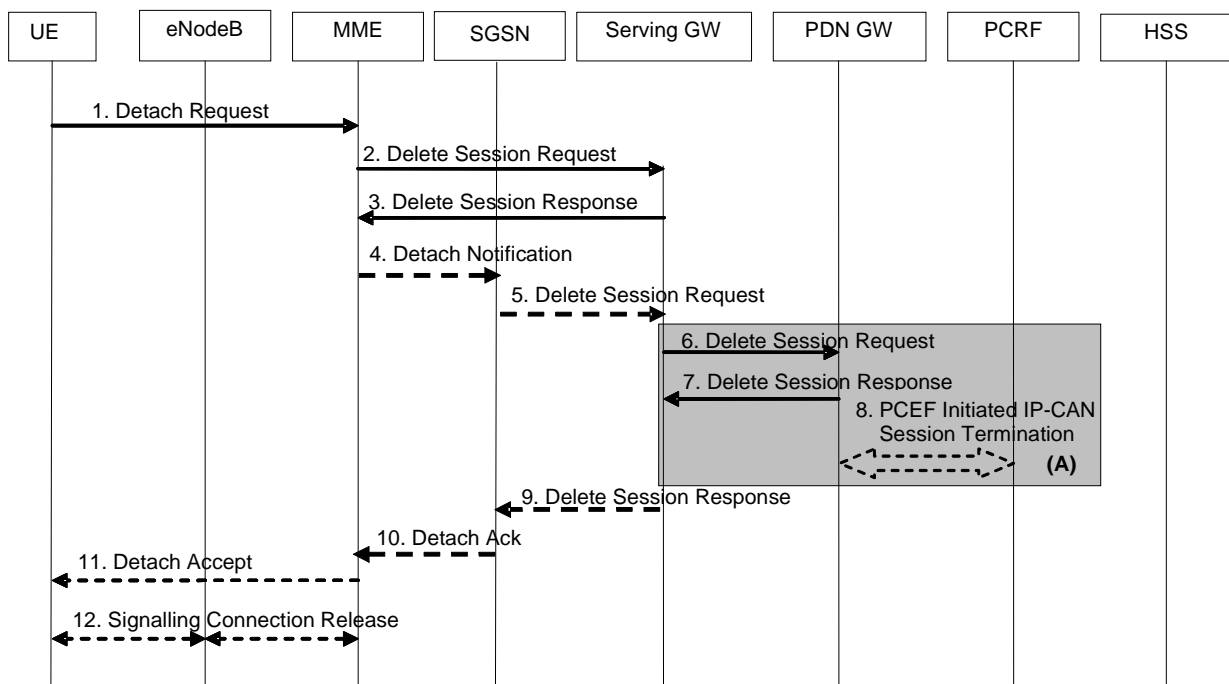 UE
eNodeB
MME
SGSN
Serving GW
PDN GW
PCRF
HSS
1. Detach Request
2. Delete Session Request
3. Delete Session Response
4. Detach Notification
5. Delete Session Request
6. Delete Session Request
7. Delete Session Response
8. PCEF Initiated IP-CAN
Session Termination
(A)
9. Delete Session Response
10. Detach Ack
11. Detach Accept
12. Signalling Connection Release